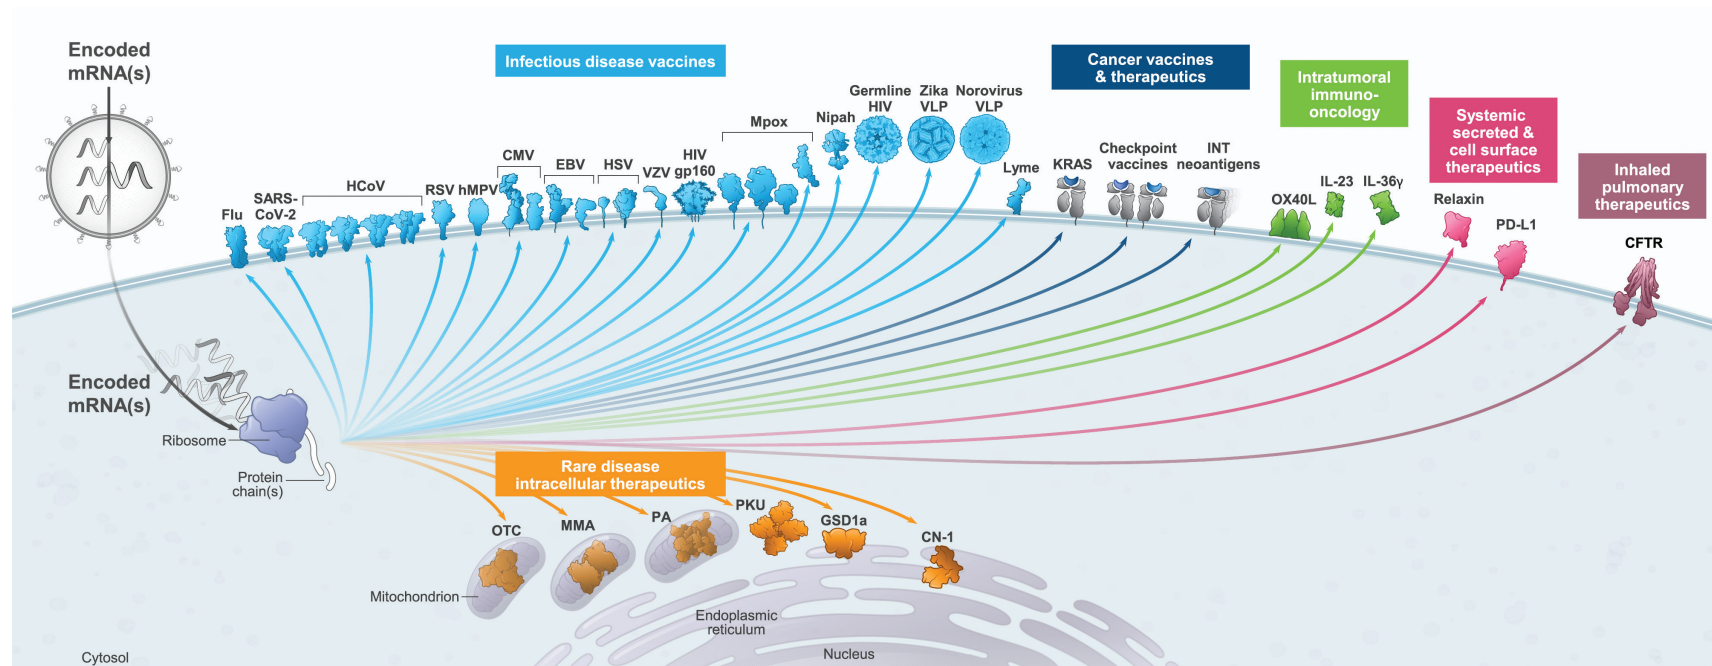 Encoded
mRNA(s)
Infectious disease vaccines
Cancer vaccines
& therapeutics
Intratumoral
immuno-
oncology
Systemic
secreted &
cell surface
therapeutics
Inhaled
pulmonary
therapeutics
Flu
SARS-
CoV-2
HCoV
RSV
hMPV
CMV
EBV
HSV
VZV
HIV
gp160
Mpox
Nipah
Germline
HIV
Zika
VLP
Norovirus
VLP
Lyme
KRAS
Checkpoint
vaccines
INT
neoantigens
OX40L
IL-23
IL-36γ
Relaxin
PD-L1
CFTR
Encoded
mRNA(s)
Ribosome
Protein
chain(s)
Rare disease
intracellular therapeutics
OTC
MMA
PA
PKU
GSD1a
CN-1
Mitochondrion
Endoplasmic
reticulum
Nucleus
Cytosol